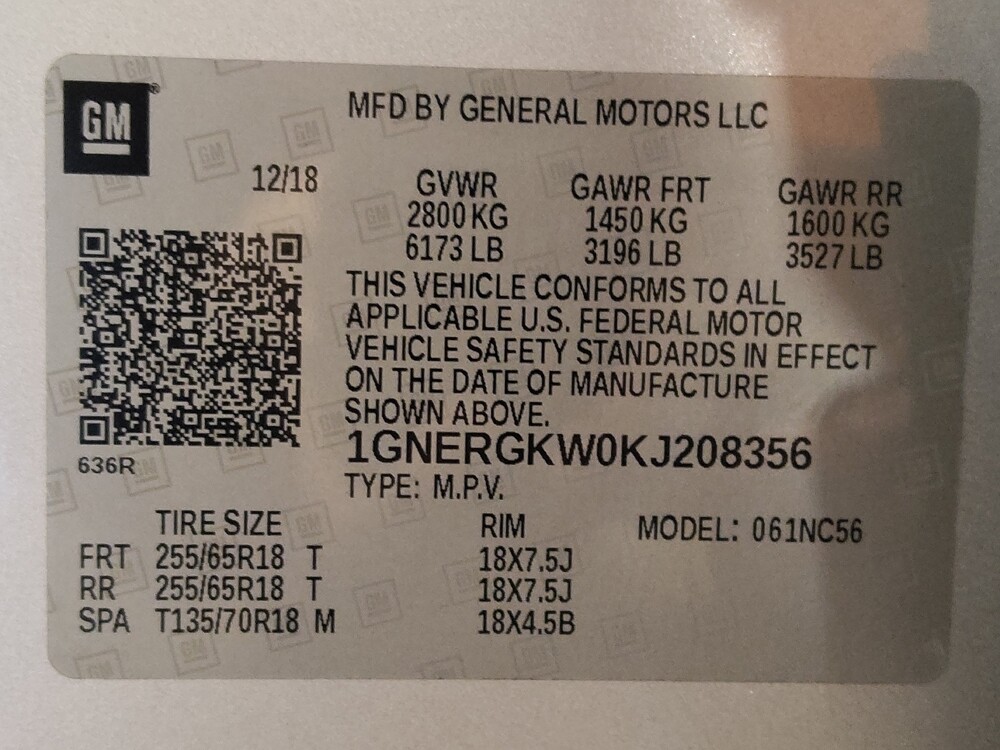 GM
MFD BY GENERAL MOTORS LLC
12/18
GVWR GAWR FRT GAWR RR
2800 KG 1450 KG 1600 KG
6173 LB 3196 LB 3527 LB
THIS VEHICLE CONFORMS TO ALL
APPLICABLE U.S. FEDERAL MOTOR
VEHICLE SAFETY STANDARDS IN EFFECT
ON THE DATE OF MANUFACTURE
SHOWN ABOVE.
636R
1GNERGKW0KJ208356
TYPE: M.P.V.
TIRE SIZE RIM MODEL: 061NC56
FRT 255/65R18 T 18X7.5J
RR 255/65R18 T 18X7.5J
SPA T135/70R18 M 18X4.5B